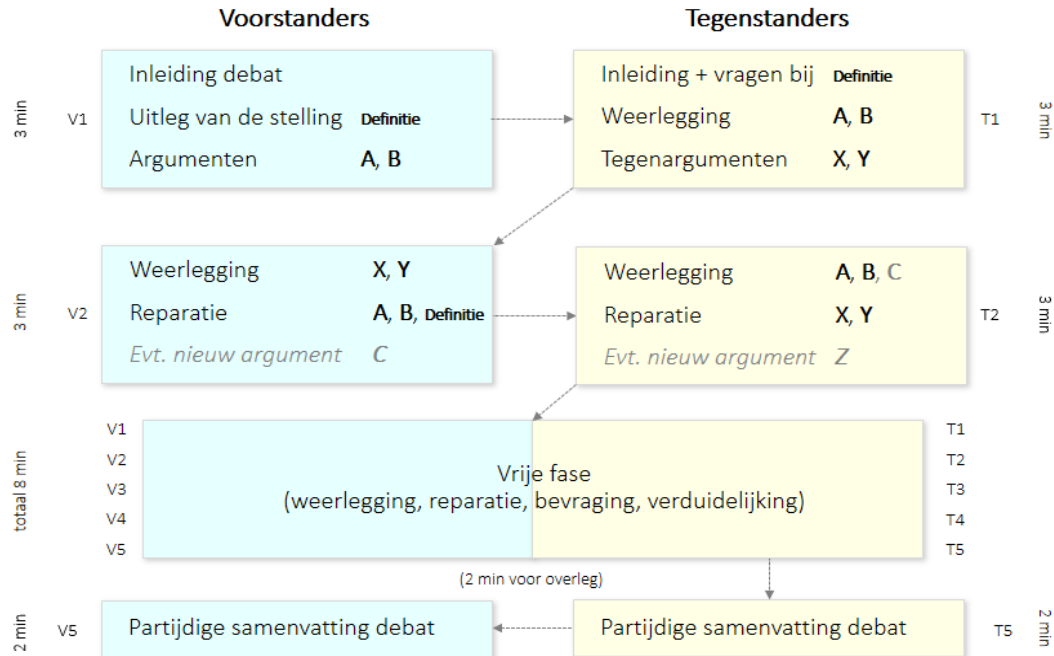 Voorstanders
Tegenstanders
3 min
V1
Inleiding debat
Uitleg van de stelling Definitie
Argumenten A, B
Inleiding + vragen bij Definitie
Weerlegging A, B
Tegenargumenten X, Y
T1
3 min
3 min
V2
Weerlegging X, Y
Reparatie A, B, Definitie
Evt. nieuw argument C
Weerlegging A, B, C
Reparatie X, Y
Evt. nieuw argument Z
T2
3 min
totaal 8 min
V1
V2
V3
V4
V5
Vrije fase
(weerlegging, reparatie, bevraging, verduidelijking)
T1
T2
T3
T4
T5
(2 min voor overleg)
2 min
V5
Partijdige samenvatting debat
Partijdige samenvatting debat
T5
2 min